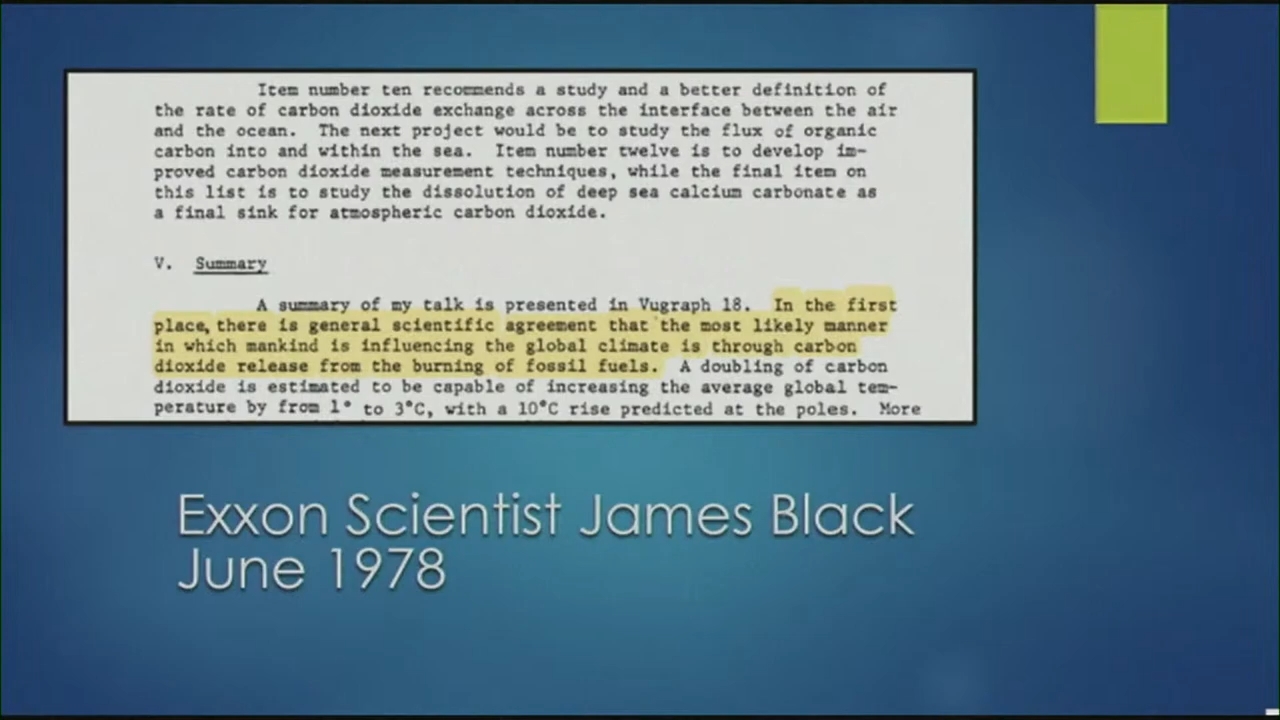 Item number ten recommends a study and a better definition of
the rate of carbon dioxide exchange across the interface between the air
and the ocean. The next project would be to study the flux of organic
carbon into and within the sea. Item number twelve is to develop im-
proved carbon dioxide measurement techniques, while the final item on
this list is to study the dissolution of deep sea calcium carbonate as
a final sink for atmospheric carbon dioxide.
V. Summary
A summary of my talk is presented in Vugraph 18. In the first
place, there is general scientific agreement that the most likely manner
in which mankind is influencing the global climate is through carbon
dioxide release from the burning of fossil fuels. A doubling of carbon
dioxide is estimated to be capable of increasing the average global tem-
perature by from 1° to 3°C, with a 10°C rise predicted at the poles. More
Exxon Scientist James Black
June 1978